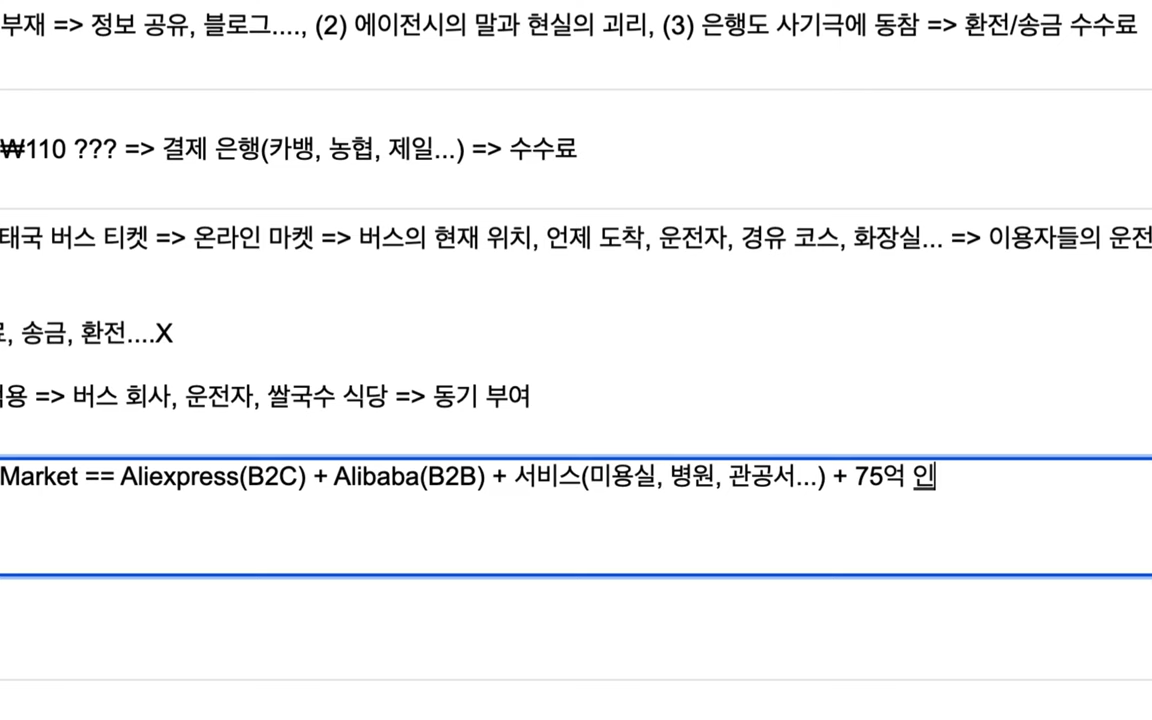 부재 => 정보 공유, 블로그...., (2) 에이전시의 말과 현실의 괴리, (3) 은행도 사기극에 동참 => 환전/송금 수수료
₩110 ??? => 결제 은행(카뱅, 농협, 제일...) => 수수료
태국 버스 티켓 => 온라인 마켓 => 버스의 현재 위치, 언제 도착, 운전자, 경유 코스, 화장실... => 이용자들의 운전
, 송금, 환전....X
용 => 버스 회사, 운전자, 쌀국수 식당 => 동기 부여
Market == Aliexpress(B2C) + Alibaba(B2B) + 서비스(미용실, 병원, 관공서...) + 75억 인